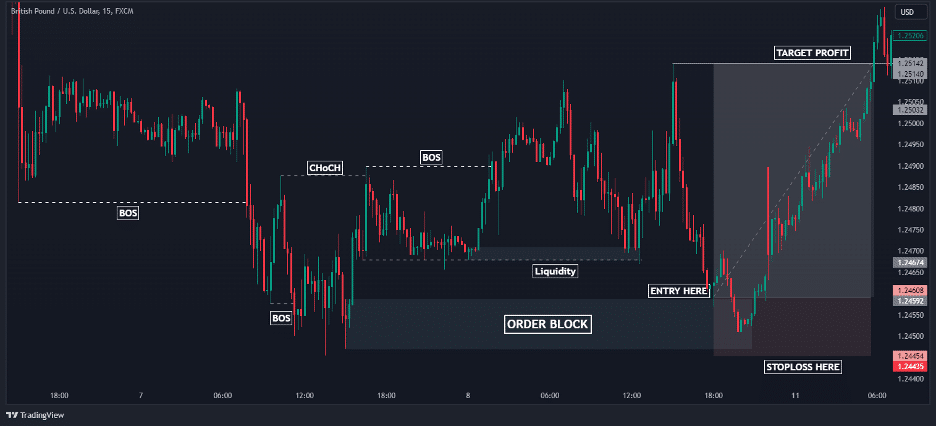 British Pound / U.S. Dollar, 15, FXCM
USD
1.25206
TARGET PROFIT
1.25142
1.25140
1.25100
1.25050
1.25032
1.25000
BOS
CHoCH
1.24900
1.24850
BOS
1.24800
1.24750
1.24700
1.24674
Liquidity
1.24650
ENTRY HERE
1.24608
1.24592
BOS
ORDER BLOCK
1.24550
1.24500
1.24454
STOPLOSS HERE
1.24435
1.24400
18:00
7
06:00
12:00
18:00
8
06:00
12:00
18:00
11
06:00
TradingView